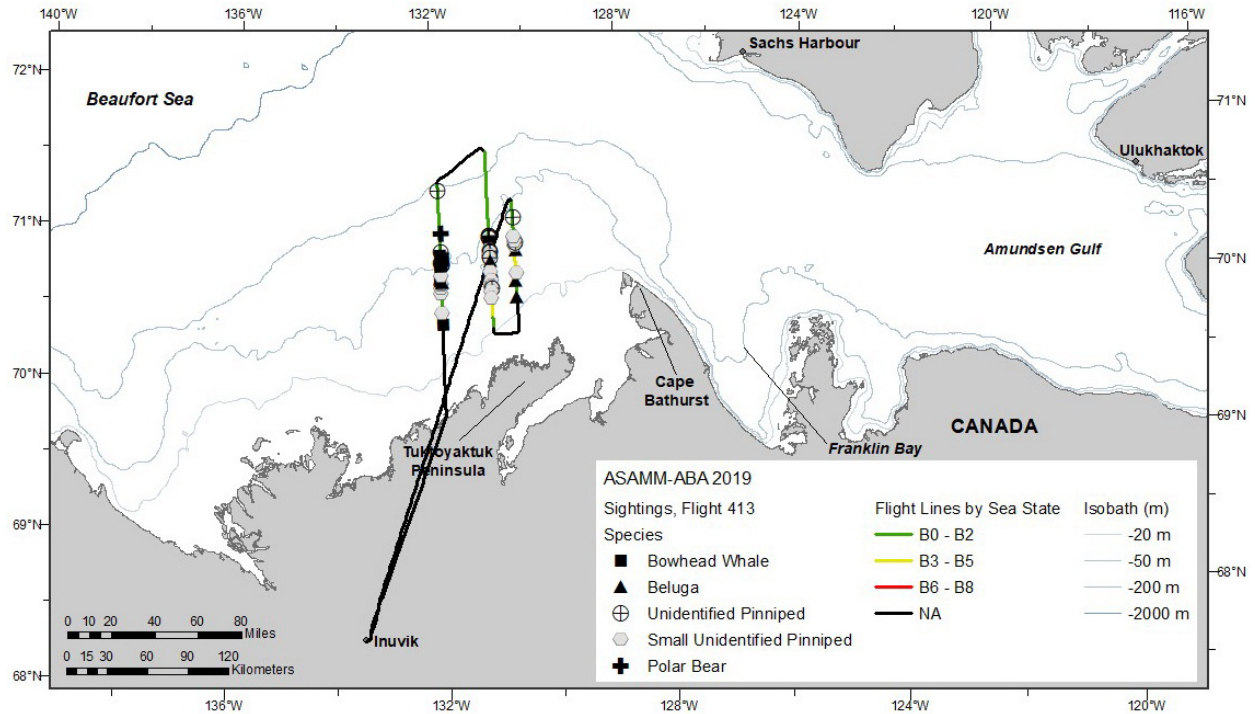 140°W 136°W 132°W 128°W 124°W 120°W 116°W
Sachs Harbour
72°N
Beaufort Sea
71°N
Ulukhaktok
71°N
Amundsen Gulf
70°N
70°N
Cape
Bathurst
69°N
CANADA
Tuktoyaktuk
Peninsula
Franklin Bay
ASAMM-ABA 2019
Sightings, Flight 413
Species
Bowhead Whale
Beluga
Unidentified Pinniped
Small Unidentified Pinniped
Polar Bear
Flight Lines by Sea State
B0 - B2
B3 - B5
B6 - B8
NA
Isobath (m)
-20 m
-50 m
-200 m
-2000 m
69°N
68°N
0 10 20 40 60 80
Miles
Inuvik
0 15 30 60 90 120
Kilometers
68°N
136°W 132°W 128°W 124°W 120°W